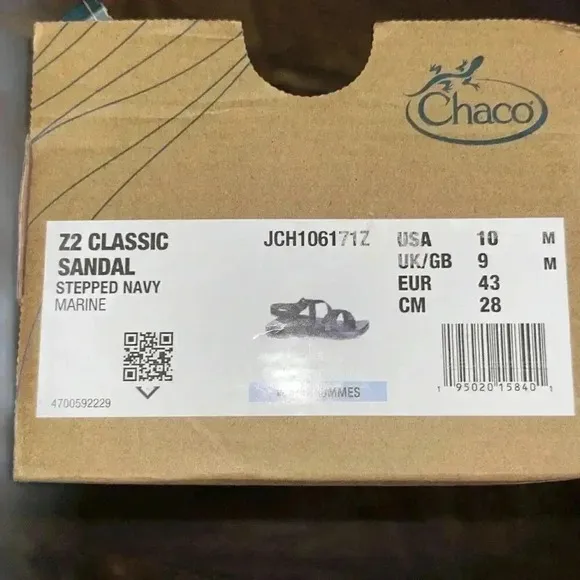 Chaco
Z2 CLASSIC
SANDAL
STEPPED NAVY
MARINE
4700592229
JCH106171Z
USA 10 M
UK/GB 9 M
EUR 43
CM 28
1 95020 15840 1